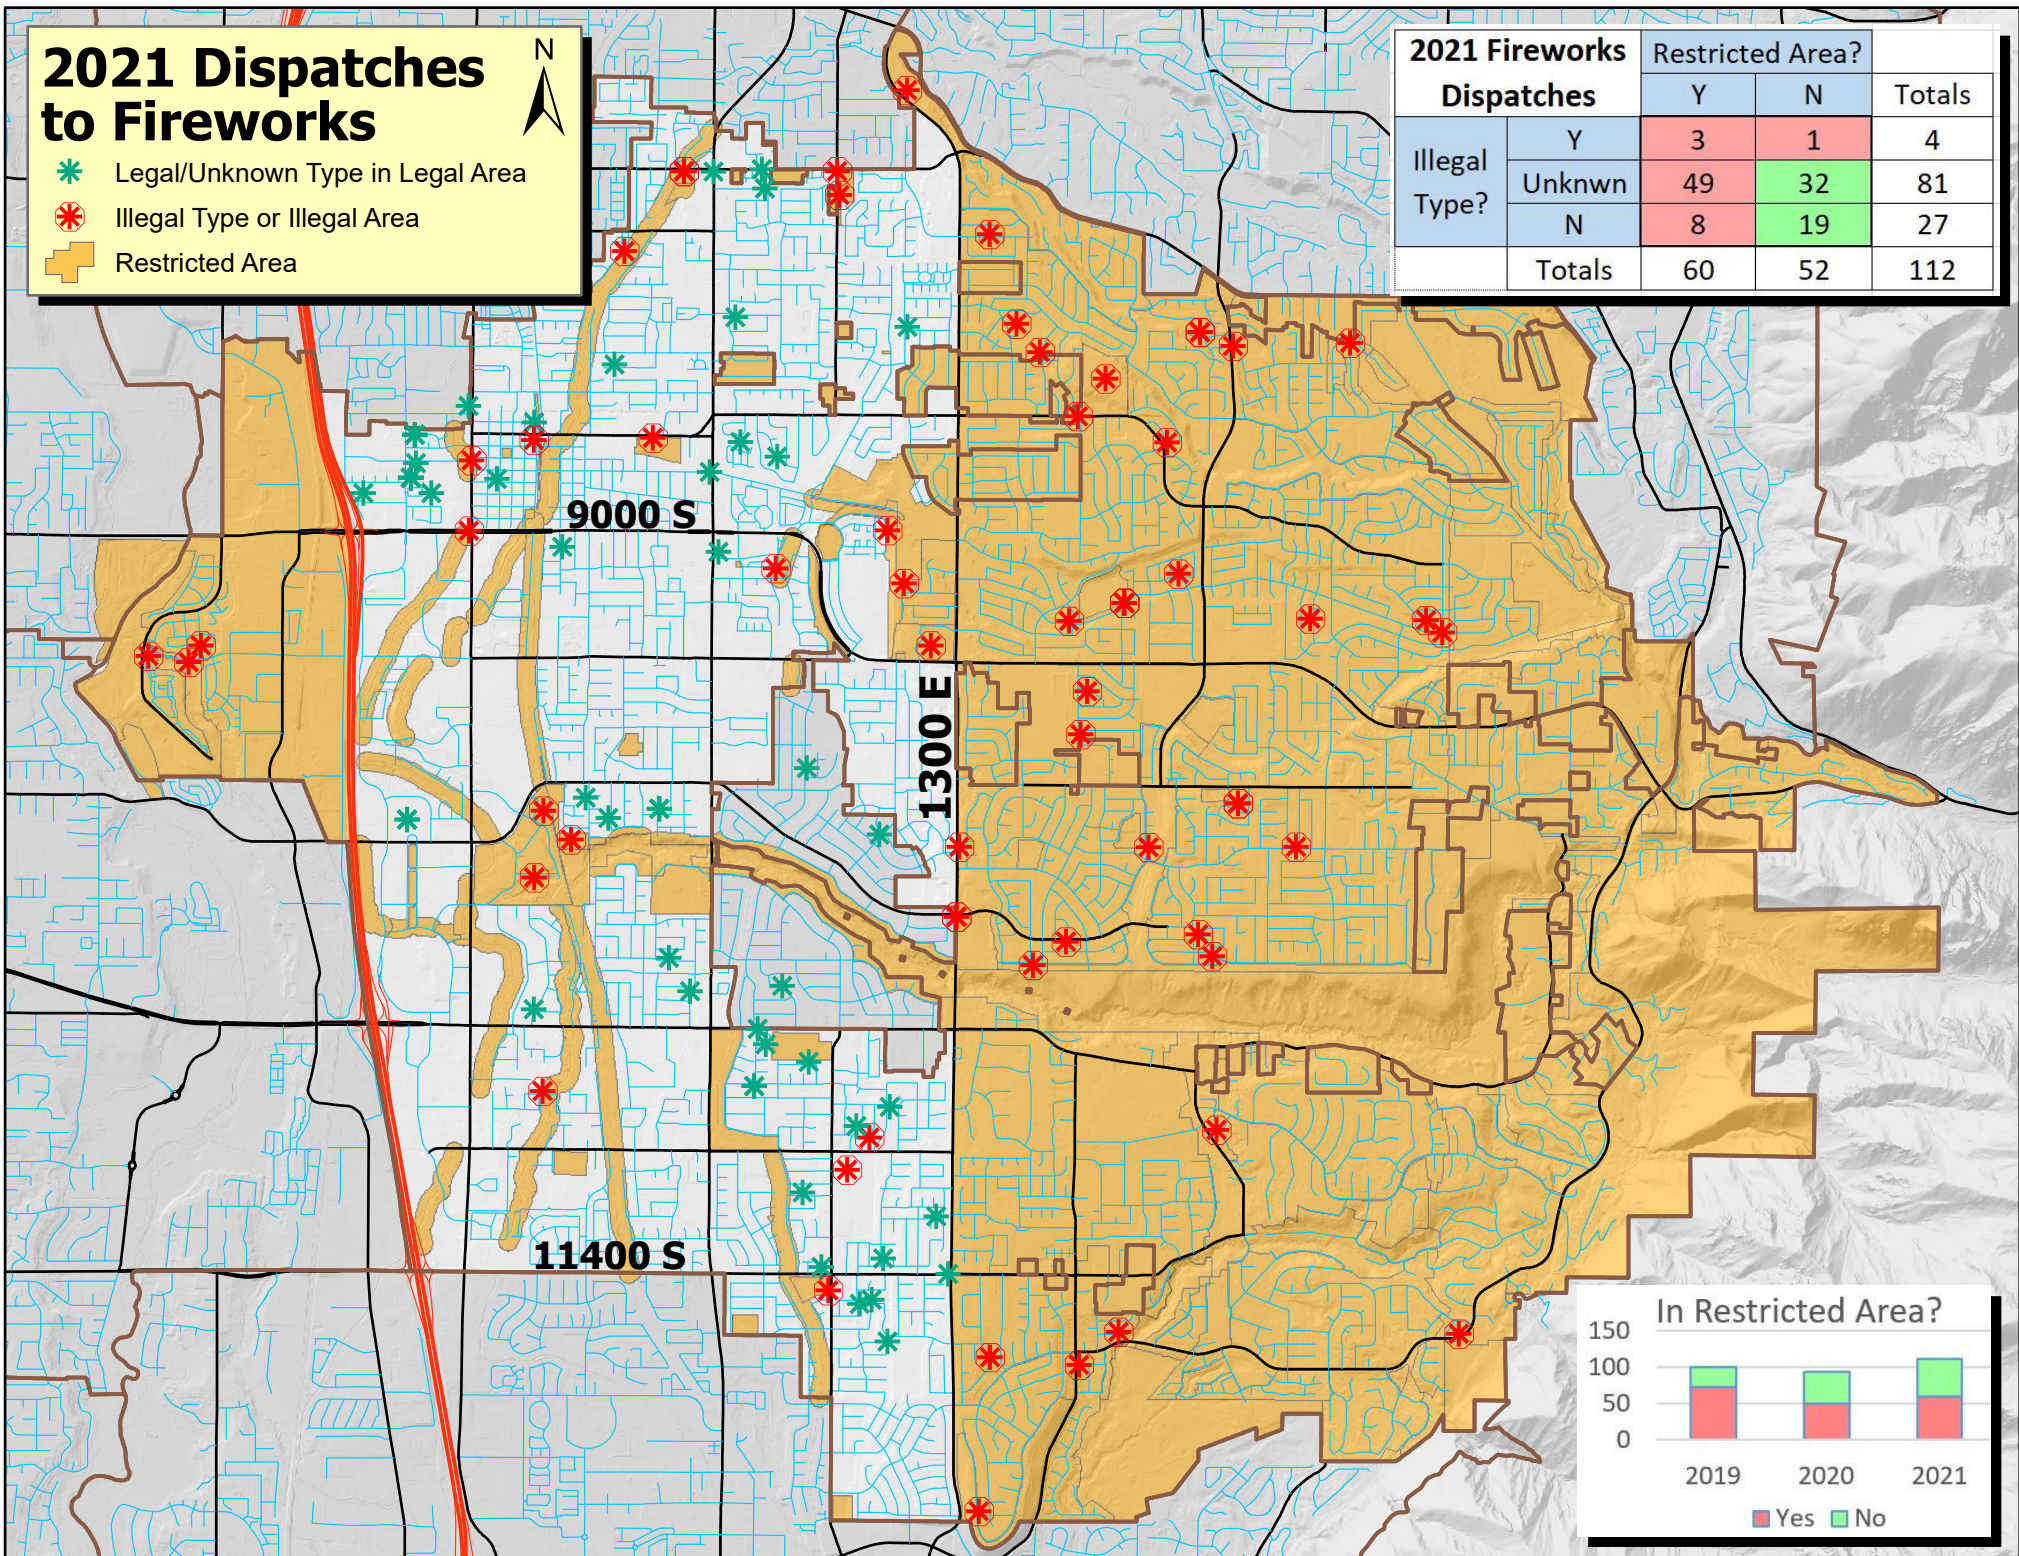 2021 Dispatches
to Fireworks
N
Legal/Unknown Type in Legal Area
Illegal Type or Illegal Area
Restricted Area
2021 Fireworks
Dispatches
Restricted Area?
Y N Totals
Illegal
Type?
Y 3 1 4
Unknwn 49 32 81
N 8 19 27
Totals 60 52 112
9000 S
1300 E
11400 S
In Restricted Area?
150
100
50
0
2019 2020 2021
Yes No